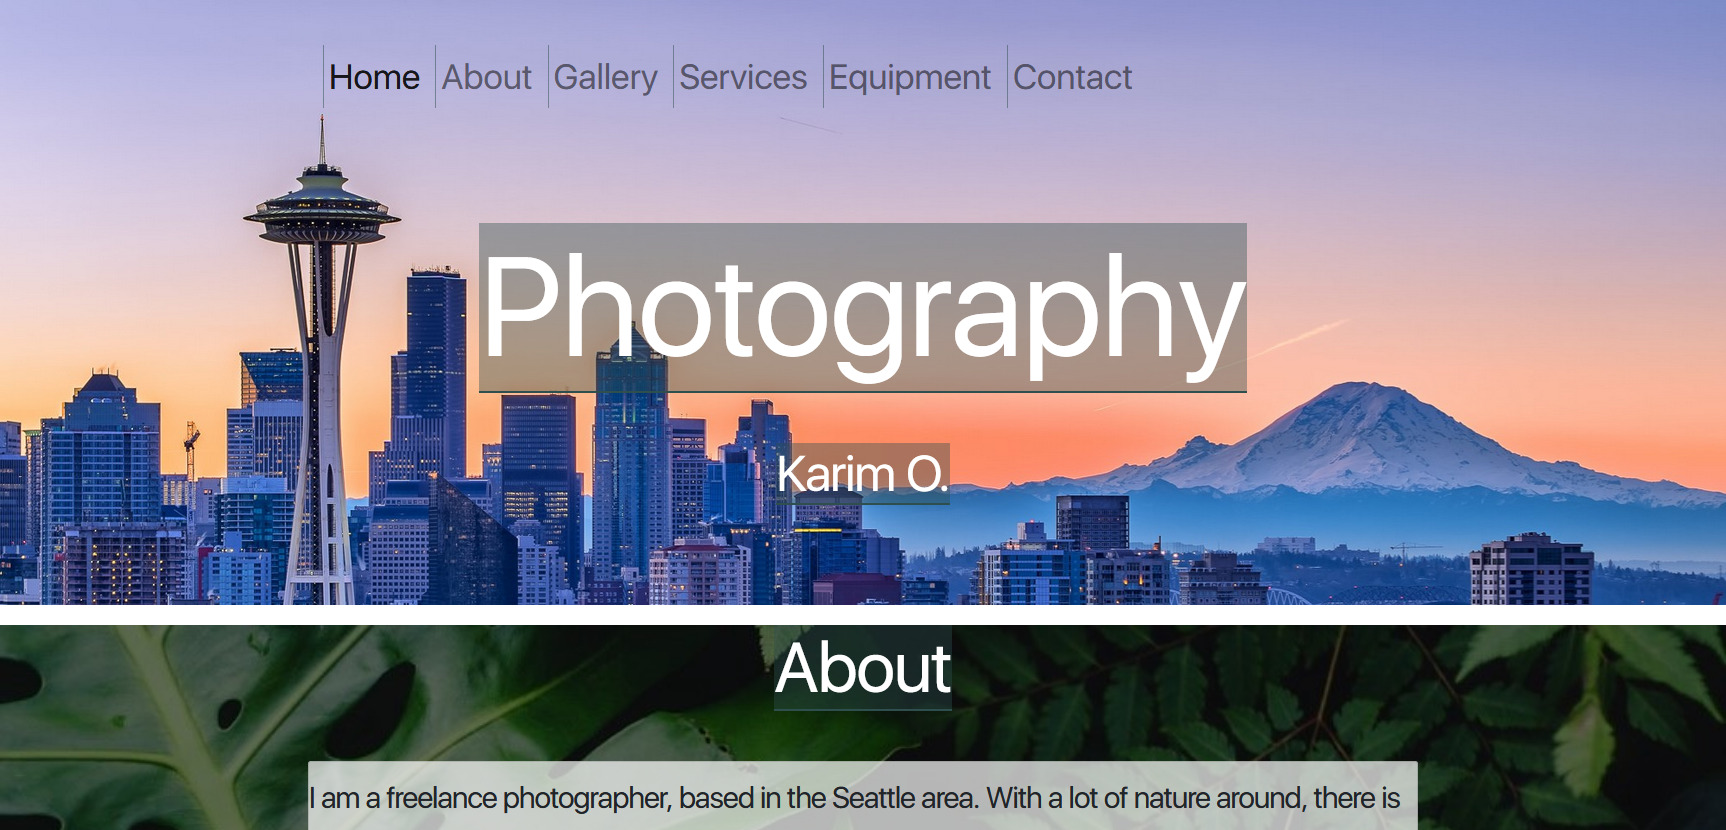 Home About Gallery Services Equipment Contact
Photography
Karim O.
About
I am a freelance photographer, based in the Seattle area. With a lot of nature around, there is